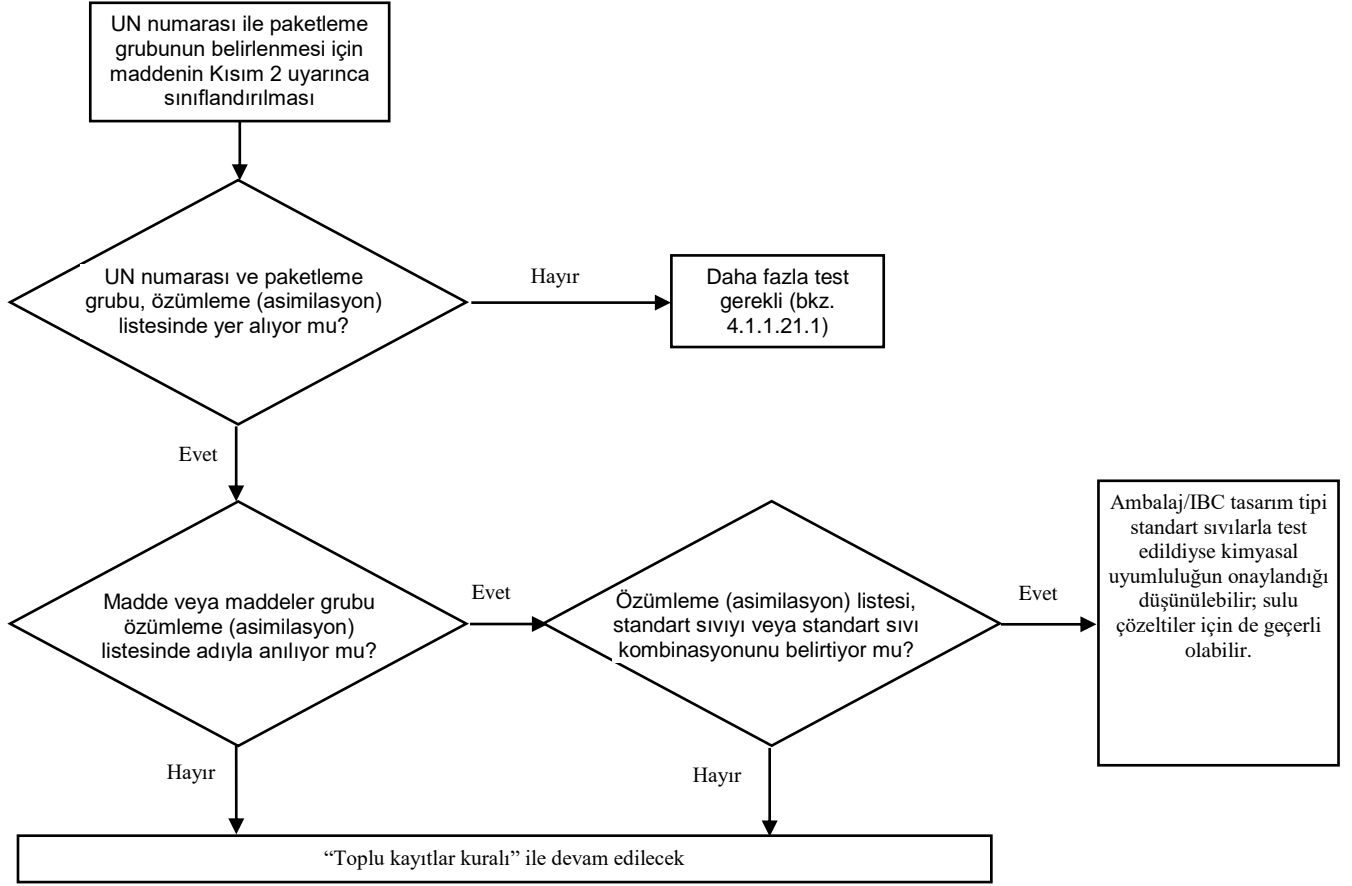 UN numarası ile paketleme
grubunun belirlenmesi için
maddenin Kısım 2 uyarınca
sınıflandırılması
UN numarası ve paketleme
grubu, özümleme (asimilasyon)
listesinde yer alıyor mu?
Hayır
Daha fazla test
gerekli (bkz.
4.1.1.21.1)
Evet
Madde veya maddeler grubu
özümleme (asimilasyon)
listesinde adıyla anılıyor mu?
Evet
Özümleme (asimilasyon) listesi,
standart sıvıyı veya standart sıvı
kombinasyonunu belirtiyor mu?
Evet
Ambalaj/IBC tasarım tipi
standart sıvılarla test
edildiyse kimyasal
uyumluluğun onaylandığı
düşünülebilir; sulu
çözeltiler için de geçerli
olabilir.
Hayır
Hayır
“Toplu kayıtlar kuralı” ile devam edilecek